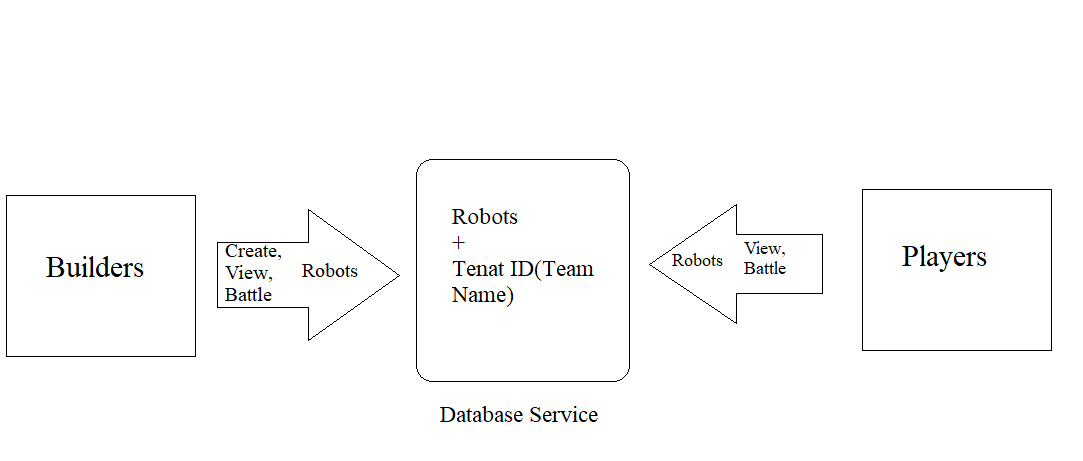 Builders
Create,
View,
Battle
Robots
Robots
+
Tenat ID(Team
Name)
Database Service
Robots
View,
Battle
Players